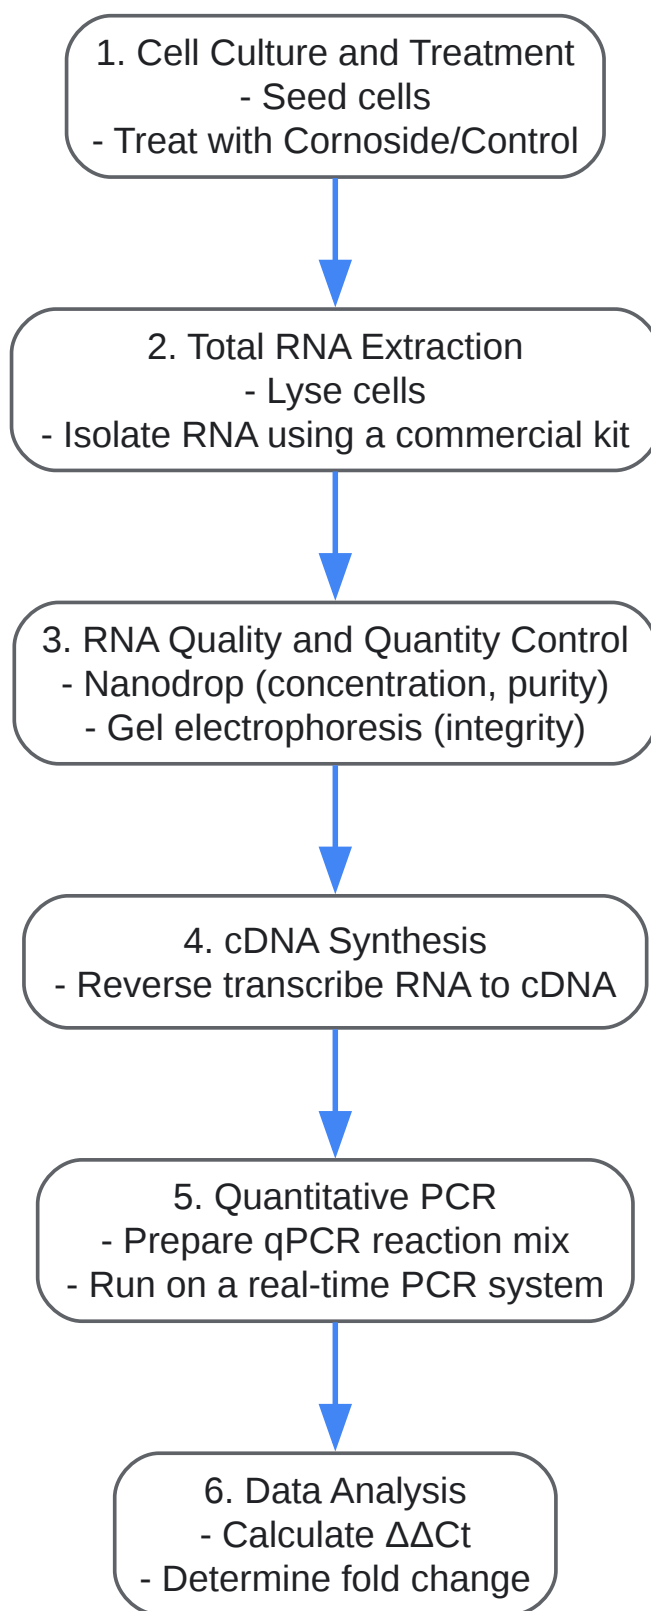 1. Cell Culture and Treatment
- Seed cells
- Treat with Cornoside/Control
2. Total RNA Extraction
- Lyse cells
- Isolate RNA using a commercial kit
3. RNA Quality and Quantity Control
- Nanodrop (concentration, purity)
- Gel electrophoresis (integrity)
4. cDNA Synthesis
- Reverse transcribe RNA to cDNA
5. Quantitative PCR
- Prepare qPCR reaction mix
- Run on a real-time PCR system
6. Data Analysis
- Calculate ΔΔCt
- Determine fold change